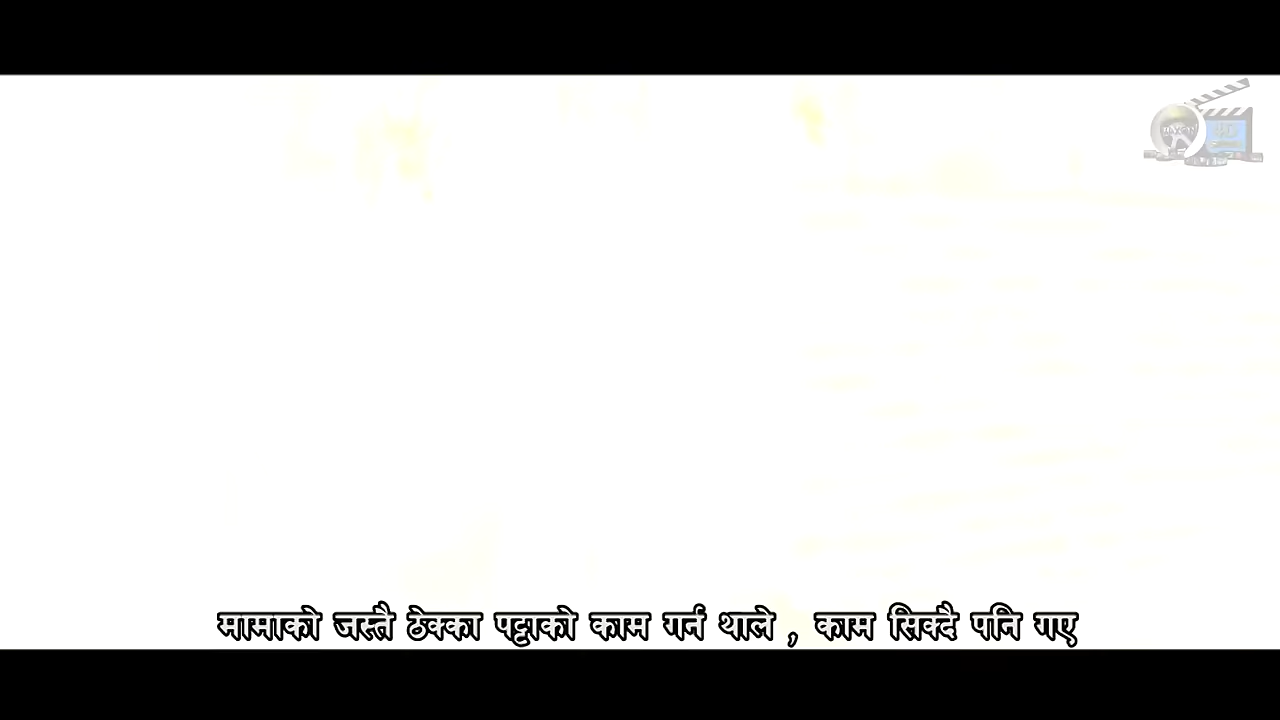 मामाको जस्तै ठेक्का पट्टाको काम गर्न थाले , काम सिक्दै पनि गए